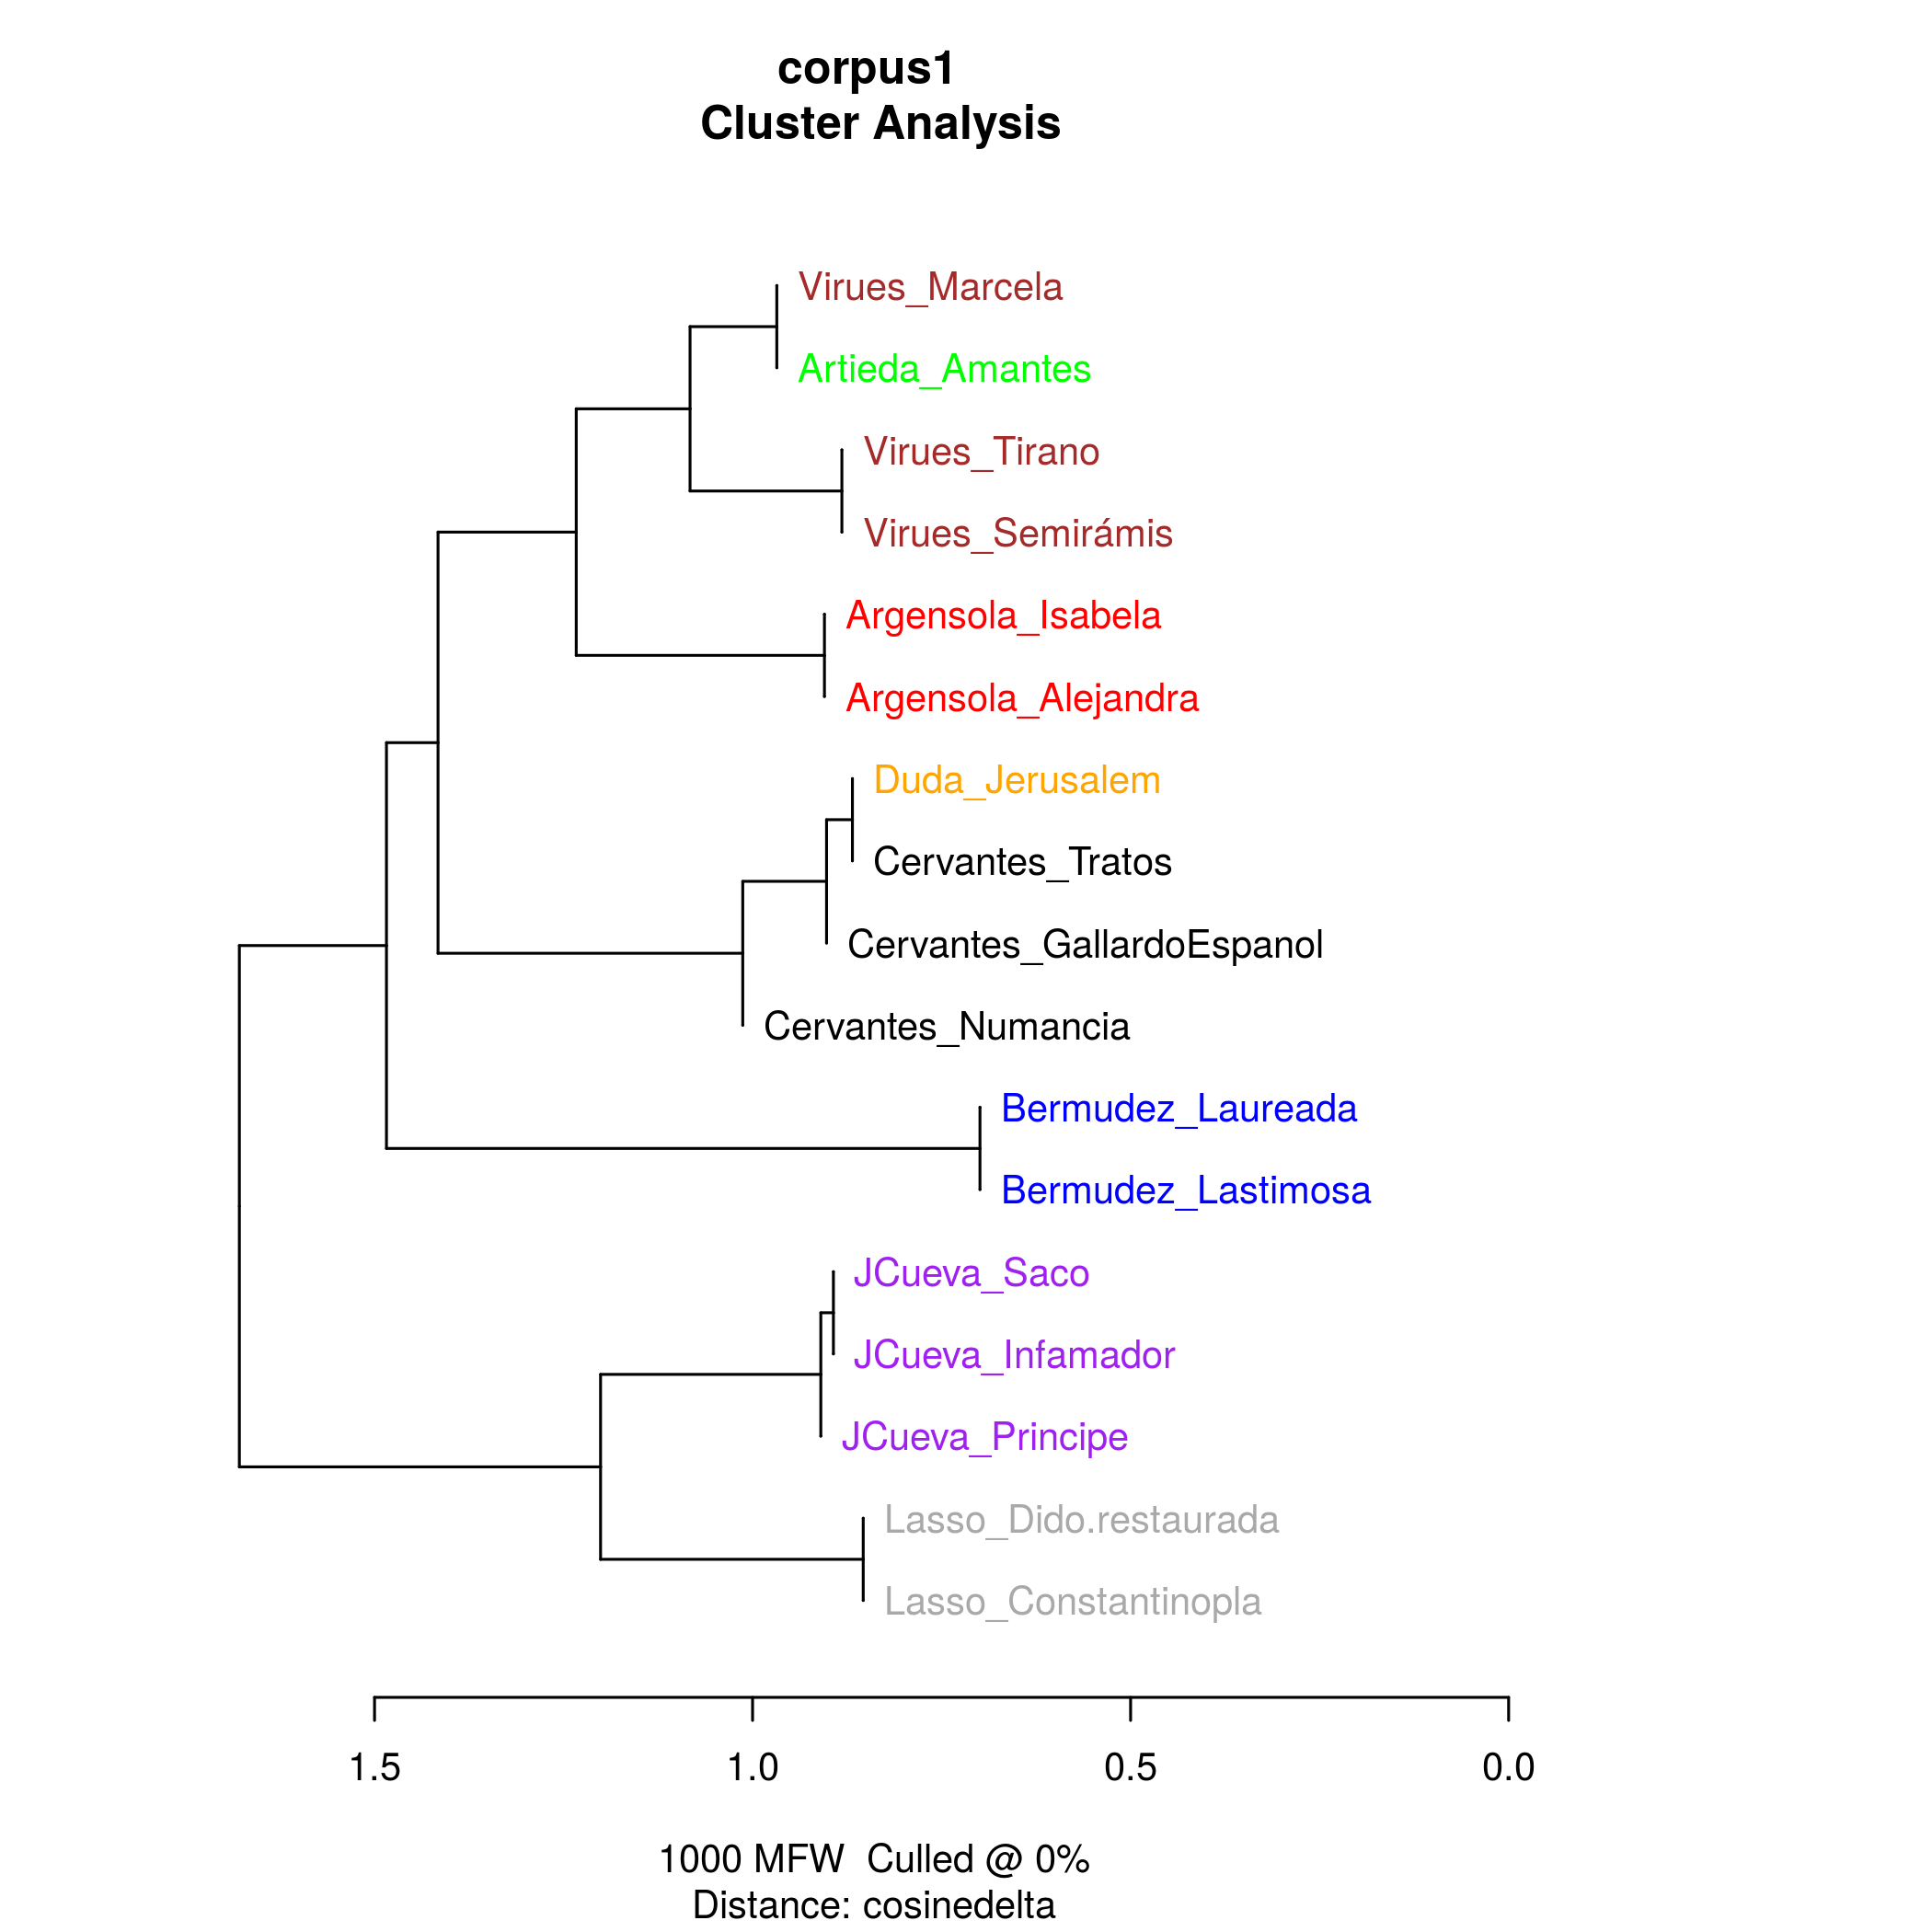 corpus1
Cluster Analysis
Virues_Marcela
Artieda_Amantes
Virues_Tirano
Virues_Semirámis
Argensola_Isabela
Argensola_Alejandra
Duda_Jerusalem
Cervantes_Tratos
Cervantes_GallardoEspanol
Cervantes_Numancia
Bermudez_Laureada
Bermudez_Lastimosa
JCueva_Saco
JCueva_Infamador
JCueva_Principe
Lasso_Dido.restaurada
Lasso_Constantinopla
1.5 1.0 0.5 0.0
1000 MFW  Culled @ 0%
Distance: cosinedelta